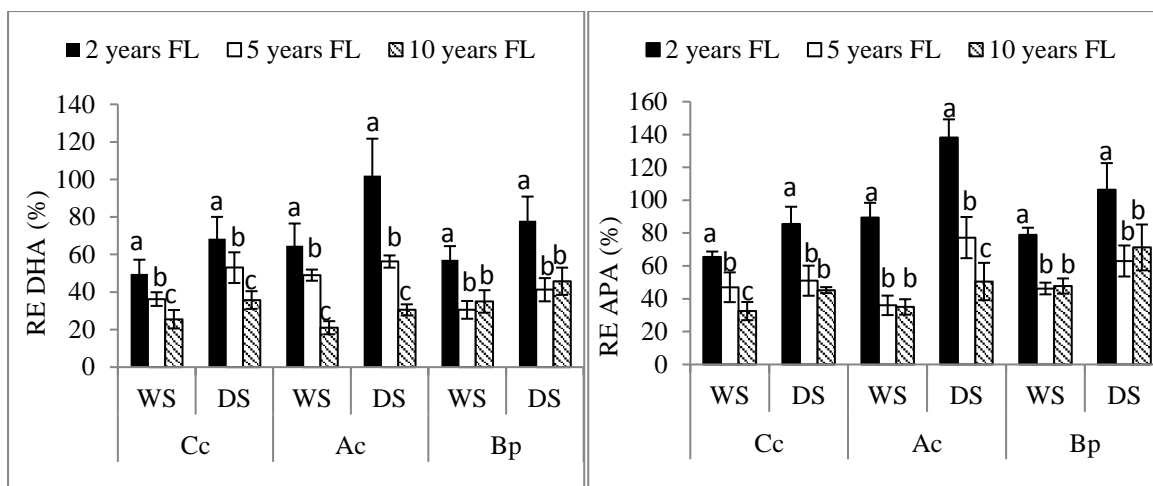 2 years FL 5 years FL 10 years FL
RE DHA (%)
140
120
100
80
60
40
20
0
a b c a b c a b c a b c a b b a b b
WS DS WS DS WS DS
Cc Ac Bp
2 years FL 5 years FL 10 years FL
RE APA (%)
160
140
120
100
80
60
40
20
0
a b c a b b a b b a b c a b b a b b
WS DS WS DS WS DS
Cc Ac Bp